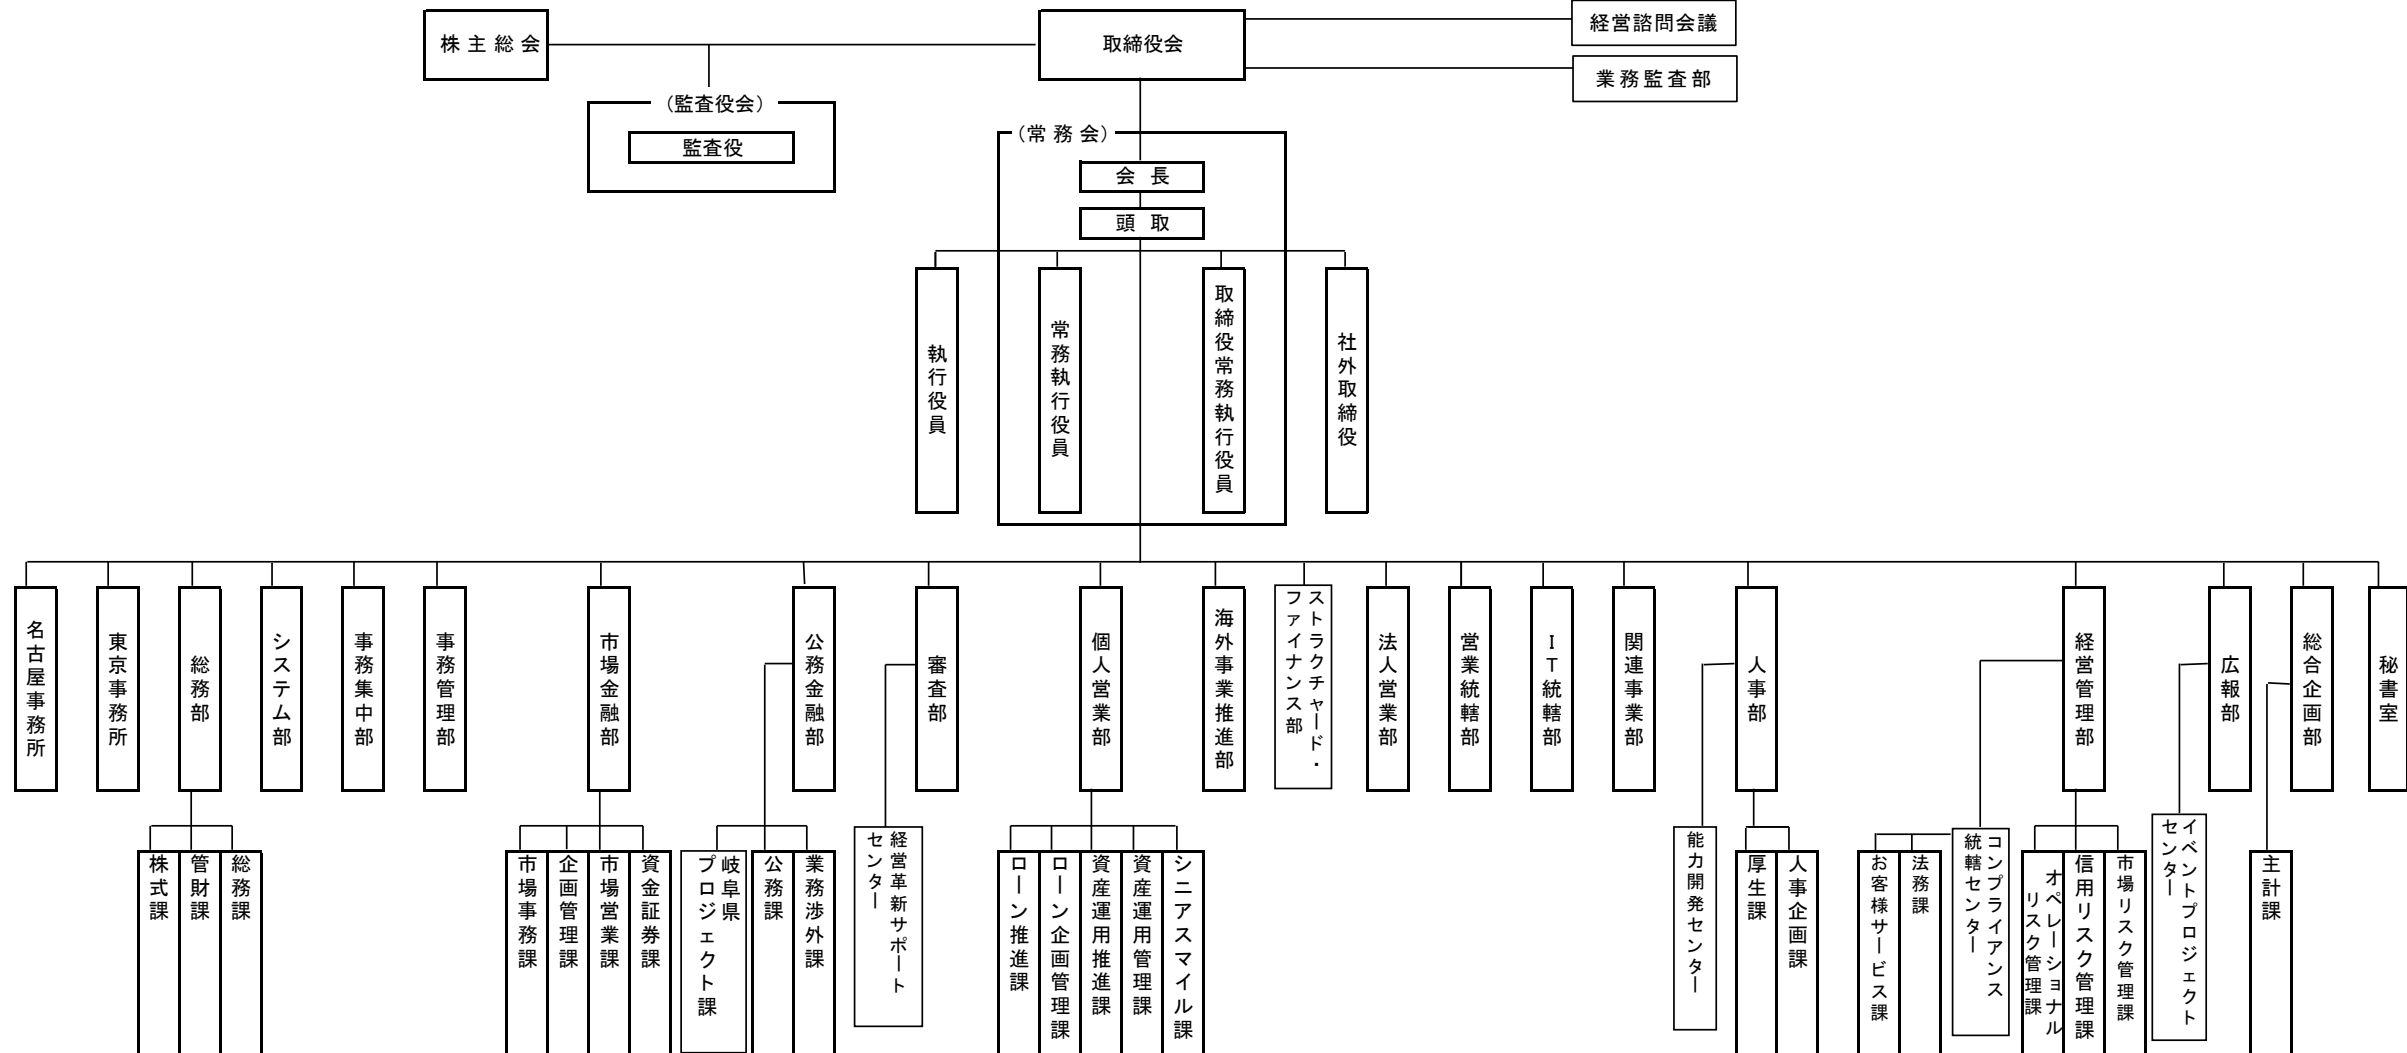 株主総会
取締役会
経営諮問会議
業務監査部
（監査役会）
監査役
（常務会）
会長
頭取
執行役員
常務執行役員
取締役常務執行役員
社外取締役
名古屋事務所
東京事務所
総務部
システム部
事務集中部
事務管理部
市場金融部
公務金融部
審査部
個人営業部
海外事業推進部
ストラクチャード・
ファイナンス部
法人営業部
営業統轄部
IT統轄部
関連事業部
人事部
経営管理部
広報部
総合企画部
秘書室
株式課
管財課
総務課
市場事務課
企画管理課
市場営業課
資金証券課
岐阜県
プロジェクト課
公務課
業務渉外課
経営革新サポート
センター
ローン推進課
ローン企画管理課
資産運用推進課
資産運用管理課
シニアスマイル課
能力開発センター
厚生課
人事企画課
お客様サービス課
法務課
コンプライアンス
統轄センター
オペレーショナル
リスク管理課
信用リスク管理課
市場リスク管理課
イベントプロジェクト
センター
主計課